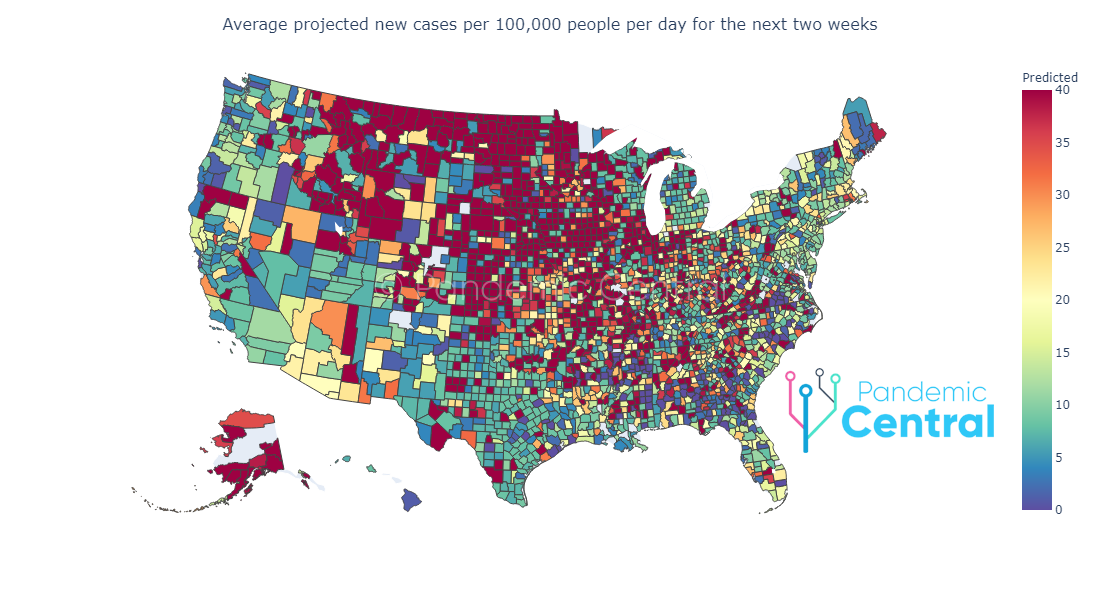 Average projected new cases per 100,000 people per day for the next two weeks
Predicted
40
35
30
25
20
15
10
5
0
© Pandemic Central
Pandemic
Central